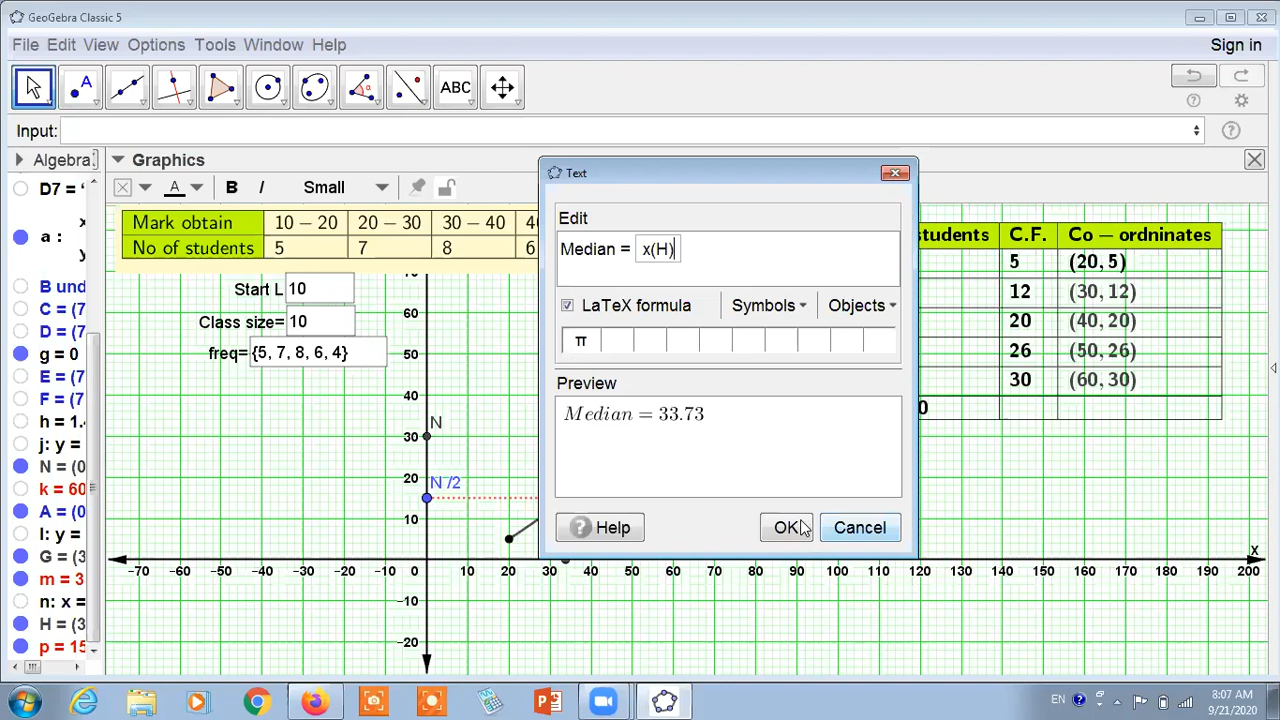 GeoGebra Classic 5
File Edit View Options Tools Window Help
Sign in
ABC
Input:
Algebra
Graphics
A B I Small
D7 =
a :
B und
C = (7
D = (7
g = 0
E = (7
F = (7
h = 1.
j: y =
N = (0
k = 60
A = (0
l: y =
G = (3
m = 3
n: x =
H = (3
p = 15
Mark obtain 10 − 20 20 − 30 30 − 40
No of students 5 7 8 6
Start L 10
Class size= 10
freq= {5, 7, 8, 6, 4}
60
50
40
30
20
10
−10
−20
N
N /2
−70 −60 −50 −40 −30 −20 −10 0 10 20 30 40 50 60 70 80 90 100 110 120 130 140 150 160 170 180 190 200
x
Text
Edit
Median = x(H)
LaTeX formula Symbols Objects
π
Preview
Median = 33.73
Help OK Cancel
students C.F. Co − ordninates
5 (20, 5)
12 (30, 12)
20 (40, 20)
26 (50, 26)
30 (60, 30)
0
EN 8:07 AM
9/21/2020